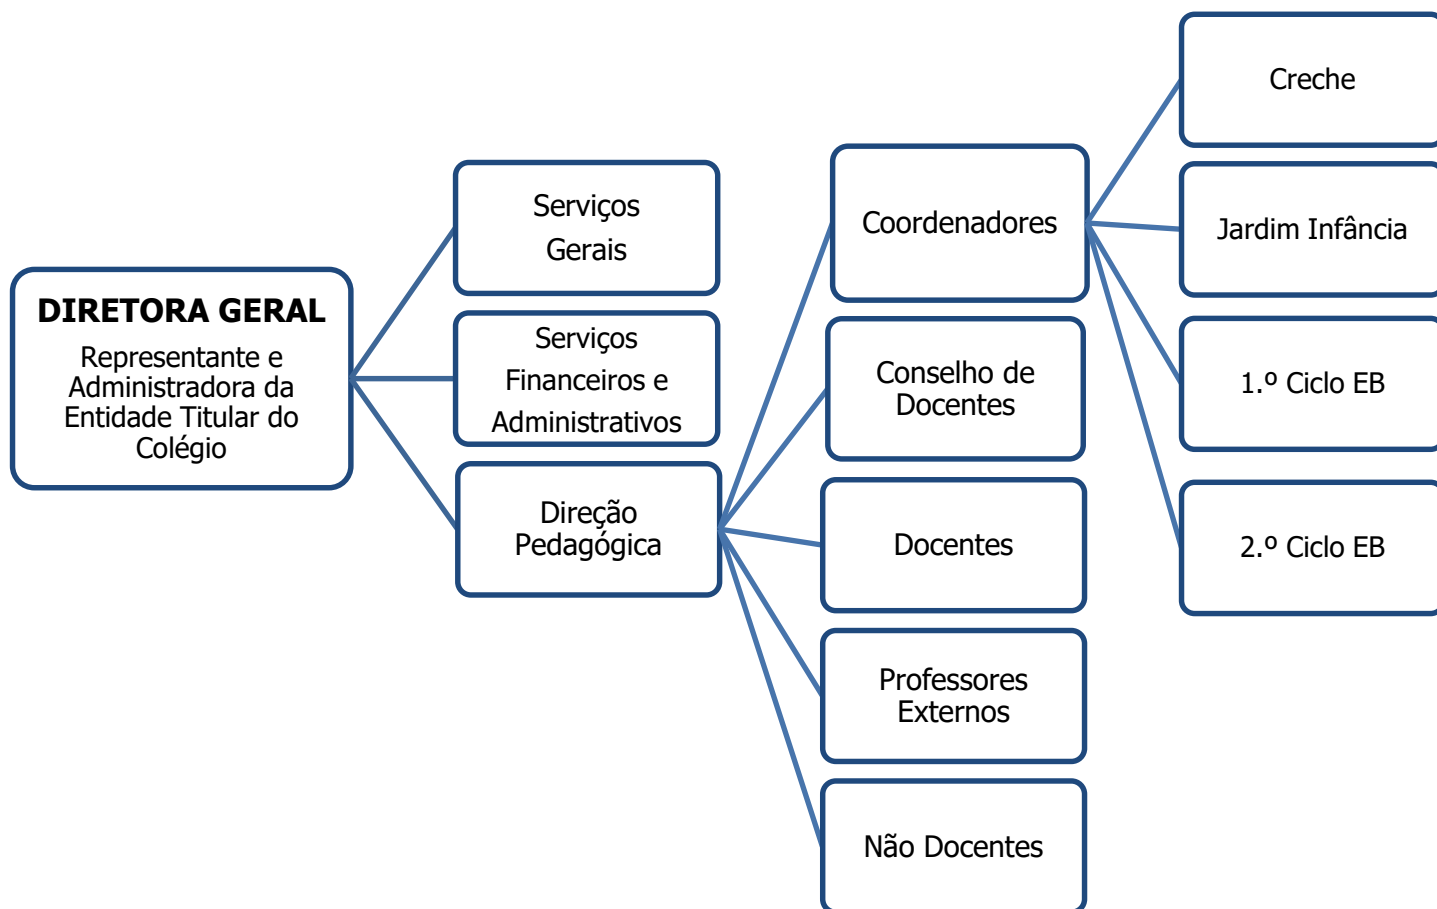 DIRETORA GERAL
Representante e
Administradora da
Entidade Titular do
Colégio
Serviços
Gerais
Serviços
Financeiros e
Administrativos
Direção
Pedagógica
Coordenadores
Conselho de
Docentes
Docentes
Professores
Externos
Não Docentes
Creche
Jardim Infância
1.º Ciclo EB
2.º Ciclo EB